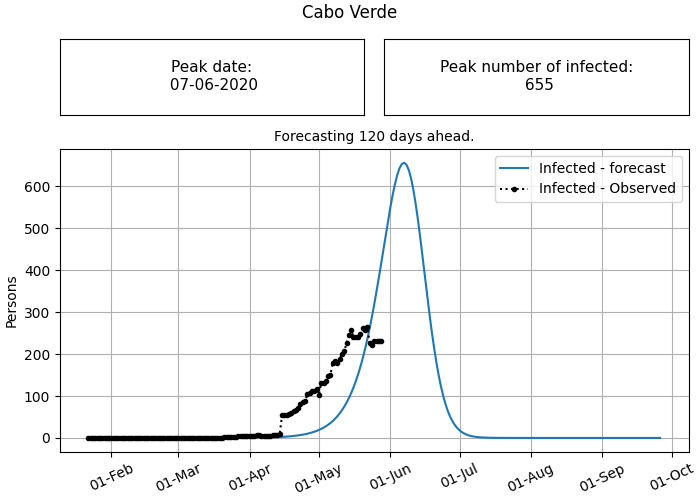 Cabo Verde
Peak date:
07-06-2020
Peak number of infected:
655
Forecasting 120 days ahead.
Infected - forecast
Infected - Observed
Persons
600
500
400
300
200
100
0
01-Feb
01-Mar
01-Apr
01-May
01-Jun
01-Jul
01-Aug
01-Sep
01-Oct